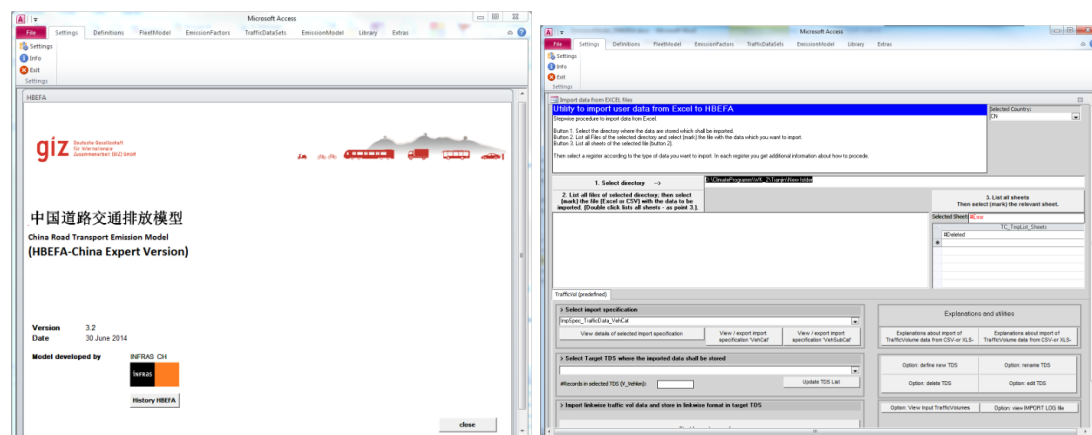 Microsoft Access
File Settings Definitions FleetModel EmissionFactors TrafficDataSets EmissionModel Library Extras
Settings
Info
Exit
Settings
HBEFA
giz Deutsche Gesellschaft
für Internationale
Zusammenarbeit (GIZ) GmbH
中国道路交通排放模型
China Road Transport Emission Model
(HBEFA-China Expert Version)
Version 3.2
Date 30 June 2014
Model developed by INFRAS CH
infras
History HBEFA
close
Microsoft Access
File Settings Definitions FleetModel EmissionFactors TrafficDataSets EmissionModel Library Extras
Settings
Info
Exit
Settings
Import data from EXCEL files
Utility to import user data from Excel to HBEFA
Selected Country:
CN
Stepwise procedure to import data from Excel.
Button 1. Select the directory where the data are stored which shall be imported.
Button 2. List all Files of the selected directory and select (mark) the file with the data which you want to import.
Button 3. List all sheets of the selected file (button 2).
Then select a register according to the type of data you want to import. In each register you get additional information about how to procede.
1. Select directory -->
2. List all files of selected directory; then select
(mark) the file (Excel or CSV) with the data to be
imported. (Double click lists all sheets - as point 3.).
3. List all sheets
Then select (mark) the relevant sheet.
Selected Sheet:
TC_TmpList_Sheets
#Deleted
TrafficVol (predefined)
> Select import specification
ImpSpec_TrafficData_VehCat
View details of selected import specification
View / export import
specification 'VehCat'
View / export import
specification 'VehSubCat'
> Select Target TDS where the imported data shall be
stored
#Records in selected TDS (V_Vehkm):
Update TDS List
> Import linkwise traffic vol data and store in linkwise format in target TDS
Explanations and utilities
Explanations about import of
TrafficVolume data from CSV-or XLS-
Explanations about import of
TrafficVolume data from CSV-or XLS-
Option: define new TDS
Option: rename TDS
Option: delete TDS
Option: edit TDS
Option: View Input TrafficVolumes
Option: view IMPORT LOG file